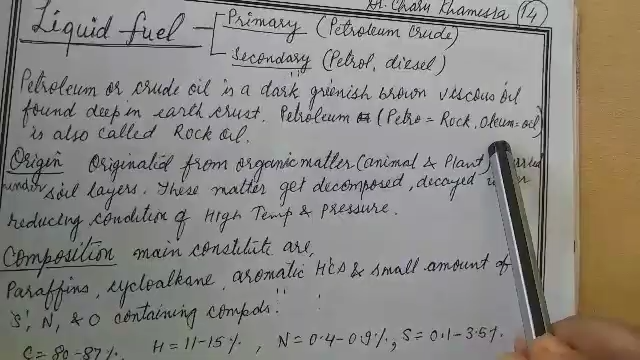 Dr. Charu Khamessa (14)
Liquid fuel
Primary (Petroleum crude)
Secondary (Petrol, diesel)
Petroleum or crude oil is a dark greenish brown viscous oil
found deep in earth crust. Petroleum (Petro = Rock, Oleum = oil)
is also called Rock oil.
Origin Originated from organic matter (animal & Plant)
under soil layers. These matter get decomposed, decayed
reducing condition of High Temp & Pressure.
Composition main constitute are,
Paraffins, cycloalkane, aromatic HCs & small amount of
'S', N, & O containing compds.
C = 80-87%. H = 11-15%, N = 0.4-0.9%, S = 0.1-3.5%